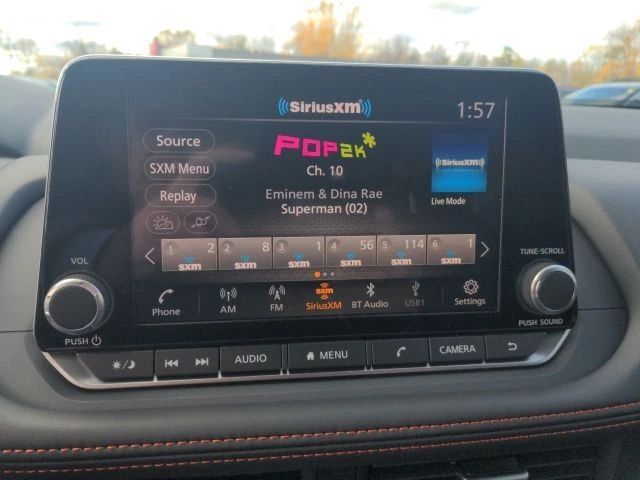 ((SiriusXM))
1:57
Source
POP2K*
((SiriusXM))
SXM Menu
Ch. 10
Replay
Eminem & Dina Rae
Superman (02)
Live Mode
1 2 2 8 3 1 4 56 5 114 6 1
sxm sxm sxm sxm sxm sxm
VOL
TUNE-SCROLL
Phone AM FM SiriusXM BT Audio USB1 Settings
sxm
PUSH
PUSH SOUND
AUDIO MENU CAMERA